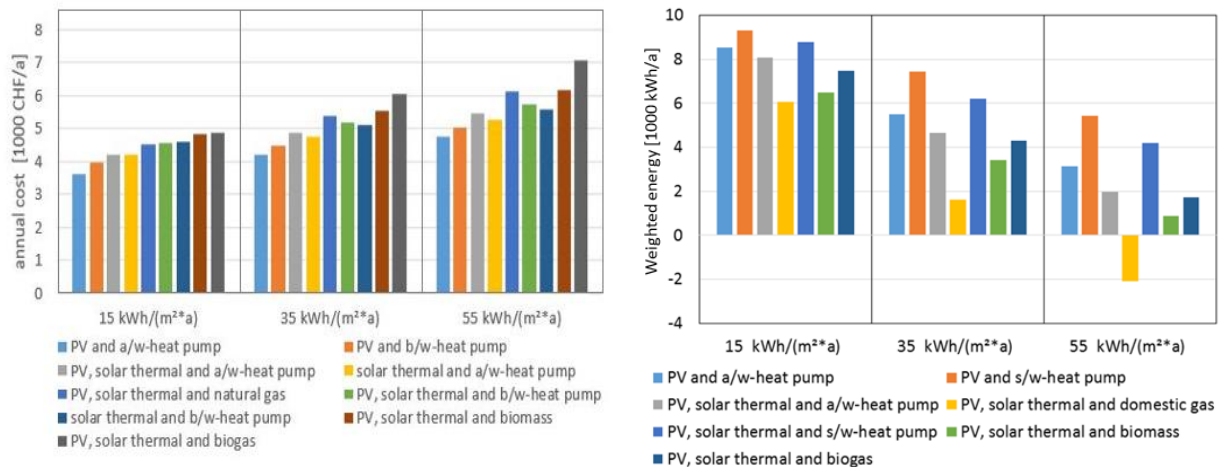 annual cost [1000 CHF/a]
8
7
6
5
4
3
2
1
0
15 kWh/(m²*a)
35 kWh/(m²*a)
55 kWh/(m²*a)
PV and a/w-heat pump
PV and b/w-heat pump
PV, solar thermal and a/w-heat pump
solar thermal and a/w-heat pump
PV, solar thermal and natural gas
PV, solar thermal and b/w-heat pump
solar thermal and b/w-heat pump
PV, solar thermal and biomass
PV, solar thermal and biogas
Weighted energy [1000 kWh/a]
10
8
6
4
2
0
-2
-4
15 kWh/(m²*a)
35 kWh/(m²*a)
55 kWh/(m²*a)
PV and a/w-heat pump
PV and s/w-heat pump
PV, solar thermal and a/w-heat pump
PV, solar thermal and domestic gas
PV, solar thermal and s/w-heat pump
PV, solar thermal and biomass
PV, solar thermal and biogas